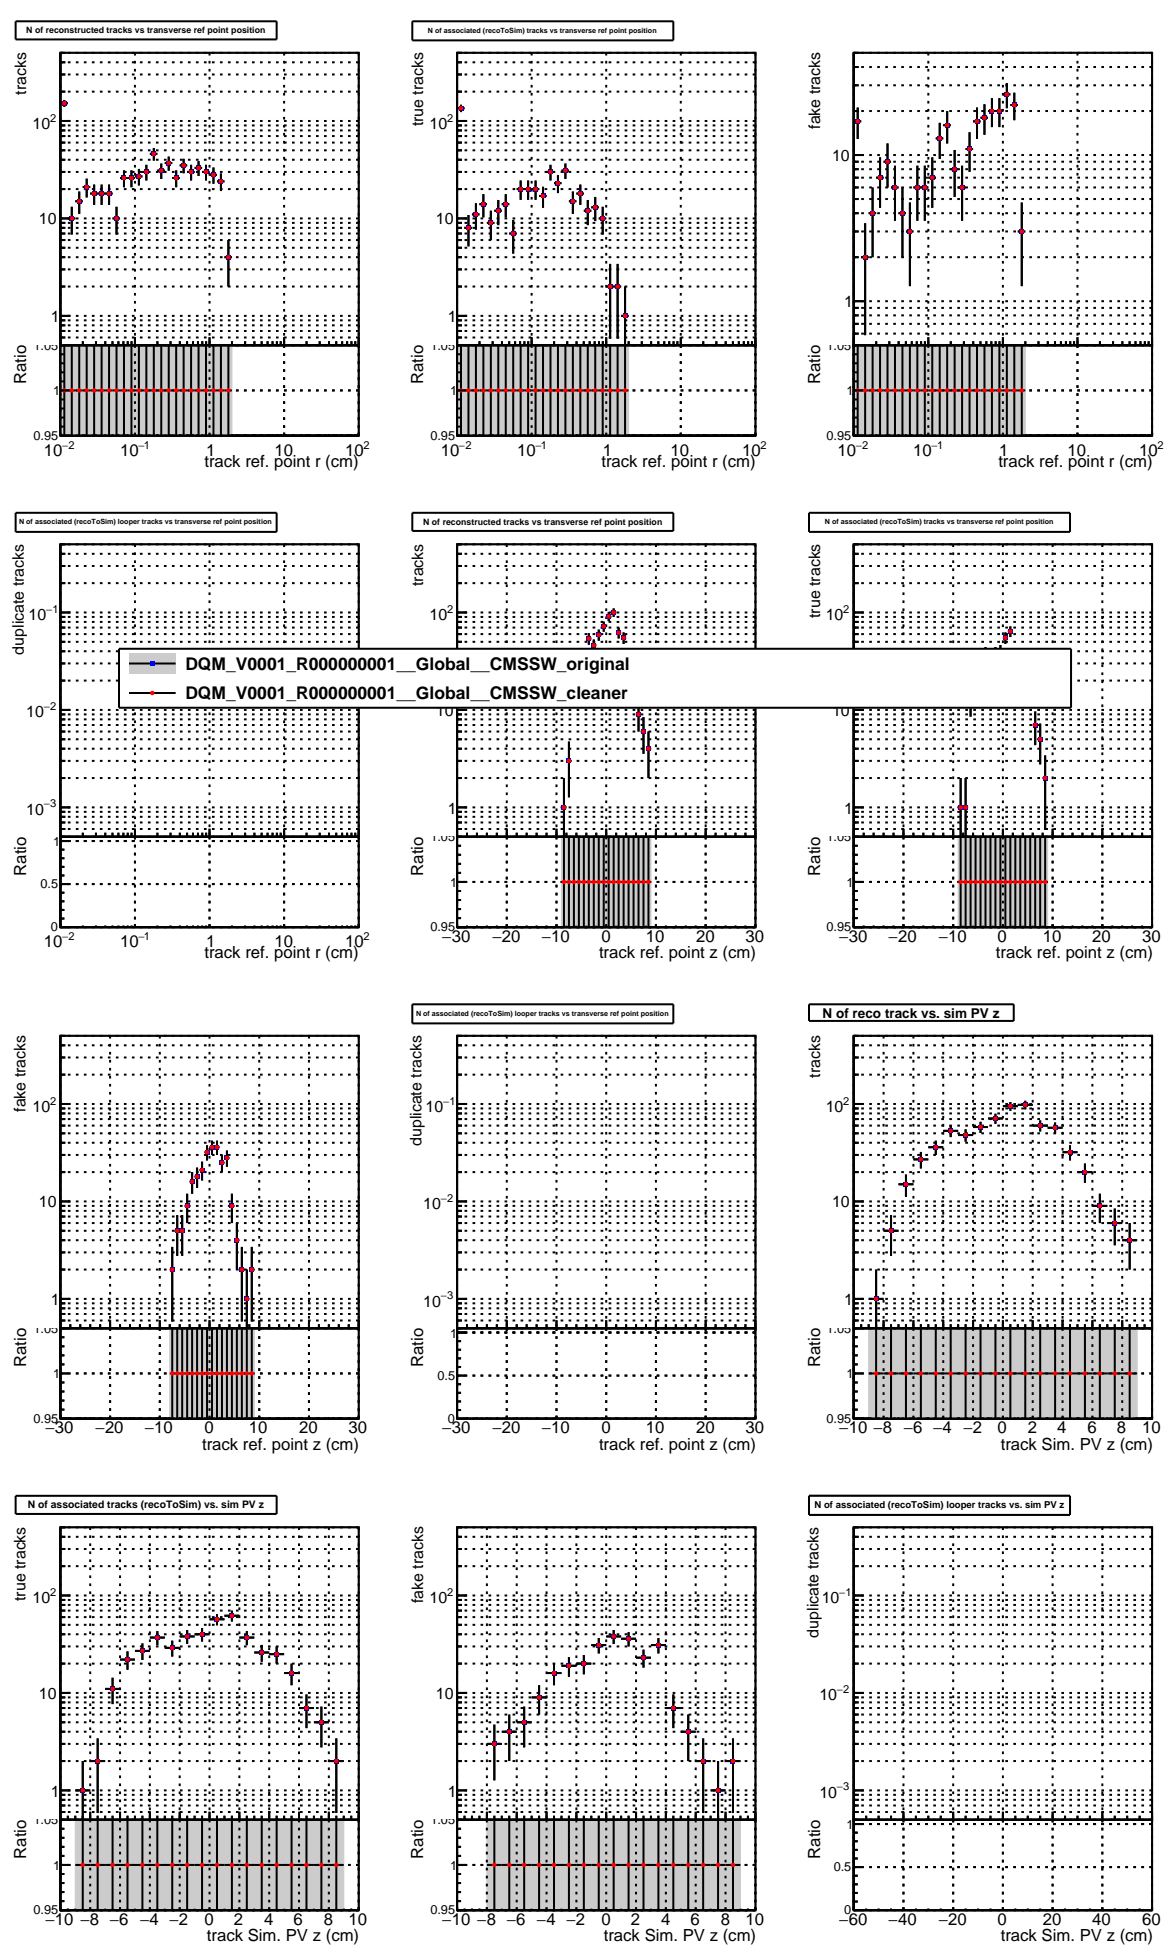 N of reconstructed tracks vs transverse ref point position
tracks
10²
10
1
Ratio
1.05
1
0.95
10⁻² 10⁻¹ 1 10 10²
track ref. point r (cm)
N of associated (recoToSim) tracks vs transverse ref point position
true tracks
10²
10
1
Ratio
1.05
1
0.95
10⁻² 10⁻¹ 1 10 10²
track ref. point r (cm)
fake tracks
10
1
Ratio
1.05
1
0.95
10⁻² 10⁻¹ 1 10 10²
track ref. point r (cm)
N of associated (recoToSim) looper tracks vs transverse ref point position
duplicate tracks
10⁻¹
10⁻²
10⁻³
Ratio
1
0.5
0
10⁻² 10⁻¹ 1 10 10²
track ref. point r (cm)
N of reconstructed tracks vs transverse ref point position
tracks
10²
10
1
Ratio
1.05
1
0.95
−30 −20 −10 0 10 20 30
track ref. point z (cm)
N of associated (recoToSim) tracks vs transverse ref point position
true tracks
10²
10
1
Ratio
1.05
1
0.95
−30 −20 −10 0 10 20 30
track ref. point z (cm)
DQM_V0001_R000000001__Global__CMSSW_original
DQM_V0001_R000000001__Global__CMSSW_cleaner
fake tracks
10²
10
1
Ratio
1.05
1
0.95
−30 −20 −10 0 10 20 30
track ref. point z (cm)
N of associated (recoToSim) looper tracks vs transverse ref point position
duplicate tracks
10⁻¹
10⁻²
10⁻³
Ratio
1
0.5
0
−30 −20 −10 0 10 20 30
track ref. point z (cm)
N of reco track vs. sim PV z
tracks
10²
10
1
Ratio
1.05
1
0.95
−10 −8 −6 −4 −2 0 2 4 6 8 10
track Sim. PV z (cm)
N of associated tracks (recoToSim) vs. sim PV z
true tracks
10²
10
1
Ratio
1.05
1
0.95
−10 −8 −6 −4 −2 0 2 4 6 8 10
track Sim. PV z (cm)
fake tracks
10²
10
1
Ratio
1.05
1
0.95
−10 −8 −6 −4 −2 0 2 4 6 8 10
track Sim. PV z (cm)
N of associated (recoToSim) looper tracks vs. sim PV z
duplicate tracks
10⁻¹
10⁻²
10⁻³
Ratio
1
0.5
0
−60 −40 −20 0 20 40 60
track Sim. PV z (cm)